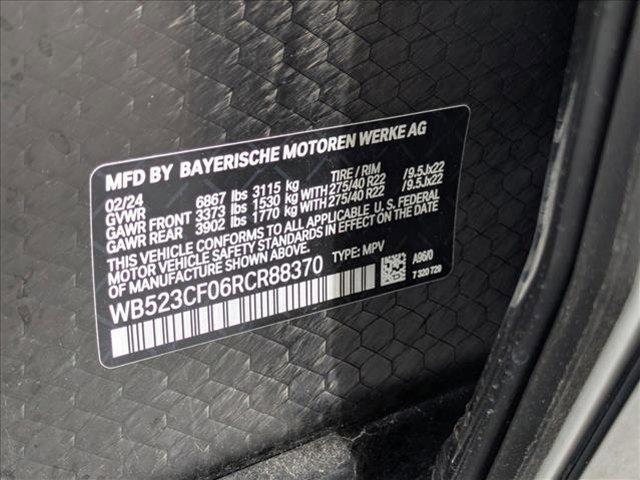 MFD BY BAYERISCHE MOTOREN WERKE AG
02/24 TIRE / RIM
GVWR 6867 lbs 3115 kg
GAWR FRONT 3373 lbs 1530 kg WITH 275/40 R22 /9.5Jx22
GAWR REAR 3902 lbs 1770 kg WITH 275/40 R22 /9.5Jx22
THIS VEHICLE CONFORMS TO ALL APPLICABLE U. S. FEDERAL
MOTOR VEHICLE SAFETY STANDARDS IN EFFECT ON THE DATE
OF MANUFACTURE SHOWN ABOVE.
WB523CF06RCR88370 TYPE: MPV A96/0
7 320 729